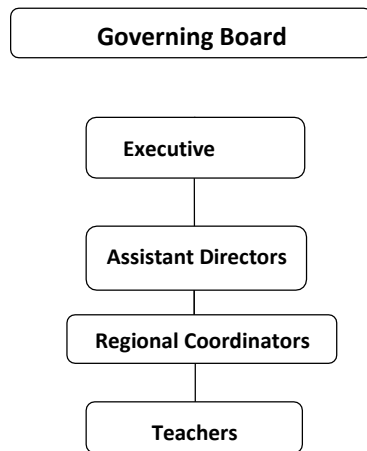 Governing Board
Executive
Assistant Directors
Regional Coordinators
Teachers